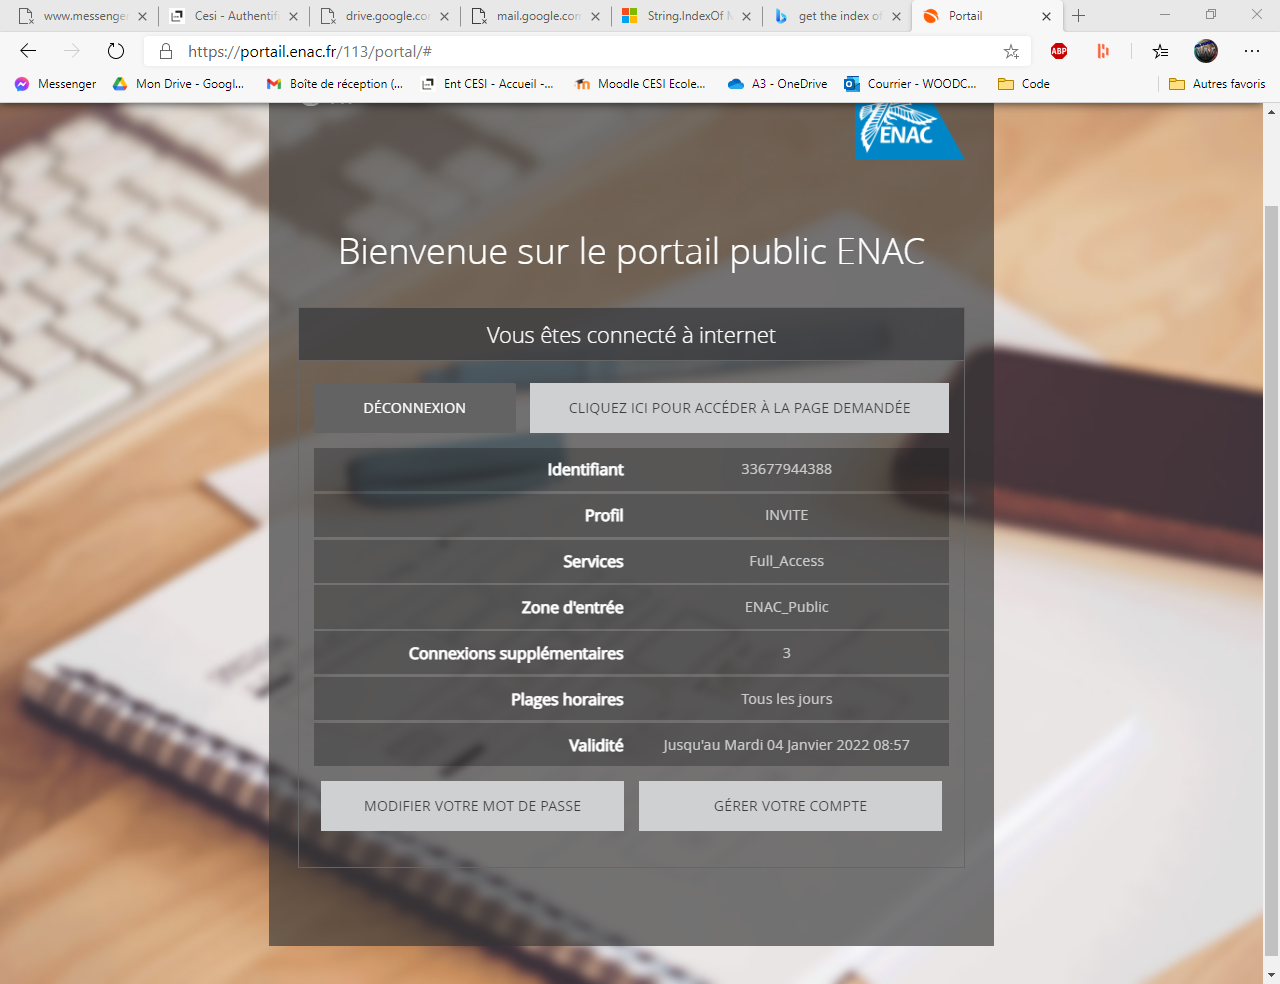 www.messenger
Cesi - Authentifi
drive.google.com
mail.google.com
String.IndexOf M
get the index of
Portail
https://portail.enac.fr/113/portal/#
ABP
Messenger
Mon Drive - Googl...
Boîte de réception (...
Ent CESI - Accueil -...
Moodle CESI Ecole...
A3 - OneDrive
Courrier - WOODC...
Code
Autres favoris
ENAC
Bienvenue sur le portail public ENAC
Vous êtes connecté à internet
DÉCONNEXION
CLIQUEZ ICI POUR ACCÉDER À LA PAGE DEMANDÉE
Identifiant 33677944388
Profil INVITE
Services Full_Access
Zone d'entrée ENAC_Public
Connexions supplémentaires 3
Plages horaires Tous les jours
Validité Jusqu'au Mardi 04 Janvier 2022 08:57
MODIFIER VOTRE MOT DE PASSE
GÉRER VOTRE COMPTE